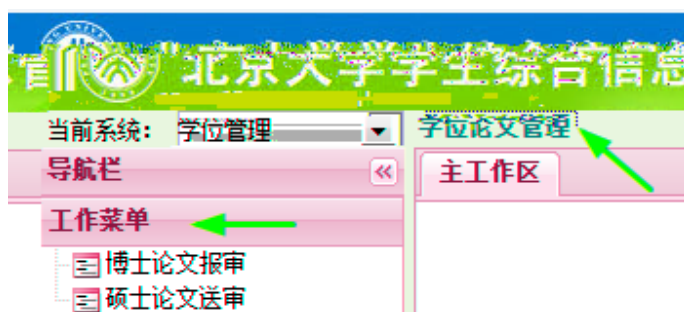 北京大学学生综合信息
当前系统: 学位管理 学位论文管理
导航栏 主工作区
工作菜单
博士论文报审
硕士论文送审